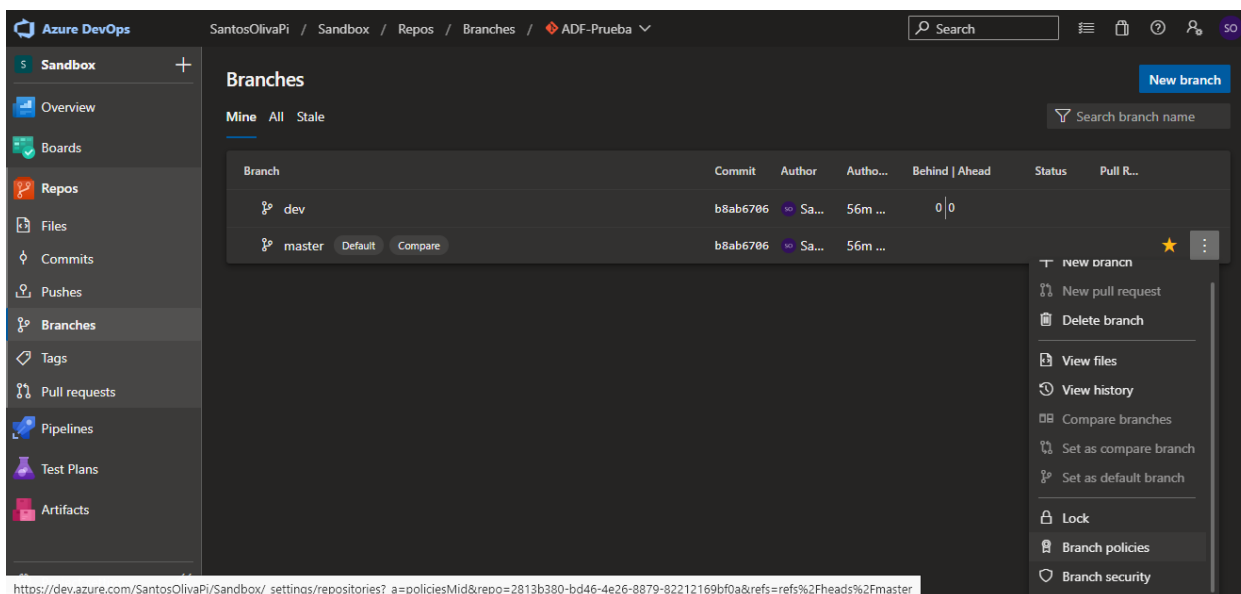 Azure DevOps
SantosOlivaPi / Sandbox / Repos / Branches / ADF-Prueba
Search
SO
S Sandbox
Overview
Boards
Repos
Files
Commits
Pushes
Branches
Tags
Pull requests
Pipelines
Test Plans
Artifacts
Branches
New branch
Mine All Stale
Search branch name
Branch Commit Author Autho... Behind | Ahead Status Pull R...
dev b8ab6706 SO Sa... 56m ... 0 0
master Default Compare b8ab6706 SO Sa... 56m ...
New branch
New pull request
Delete branch
View files
View history
Compare branches
Set as compare branch
Set as default branch
Lock
Branch policies
Branch security
https://dev.azure.com/SantosOlivaPi/Sandbox/_settings/repositories?_a=policiesMid&repo=2813b380-bd46-4e26-8879-82212169bf0a&refs=refs%2Fheads%2Fmaster